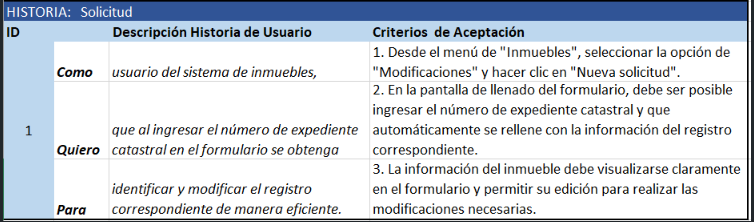 HISTORIA: Solicitud
ID Descripción Historia de Usuario Criterios de Aceptación
1
Como usuario del sistema de inmuebles,
1. Desde el menú de "Inmuebles", seleccionar la opción de
"Modificaciones" y hacer clic en "Nueva solicitud".
Quiero que al ingresar el número de expediente
catastral en el formulario se obtenga
2. En la pantalla de llenado del formulario, debe ser posible
ingresar el número de expediente catastral y que
automáticamente se rellene con la información del registro
correspondiente.
Para identificar y modificar el registro
correspondiente de manera eficiente.
3. La información del inmueble debe visualizarse claramente
en el formulario y permitir su edición para realizar las
modificaciones necesarias.